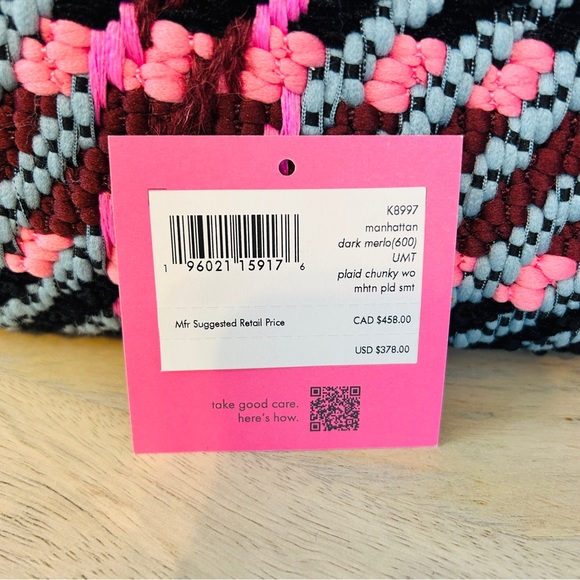 K8997
manhattan
dark merlo(600)
UMT
plaid chunky wo
mhtn pld smt
1 96021 15917 6
Mfr Suggested Retail Price CAD $458.00
USD $378.00
take good care.
here's how.